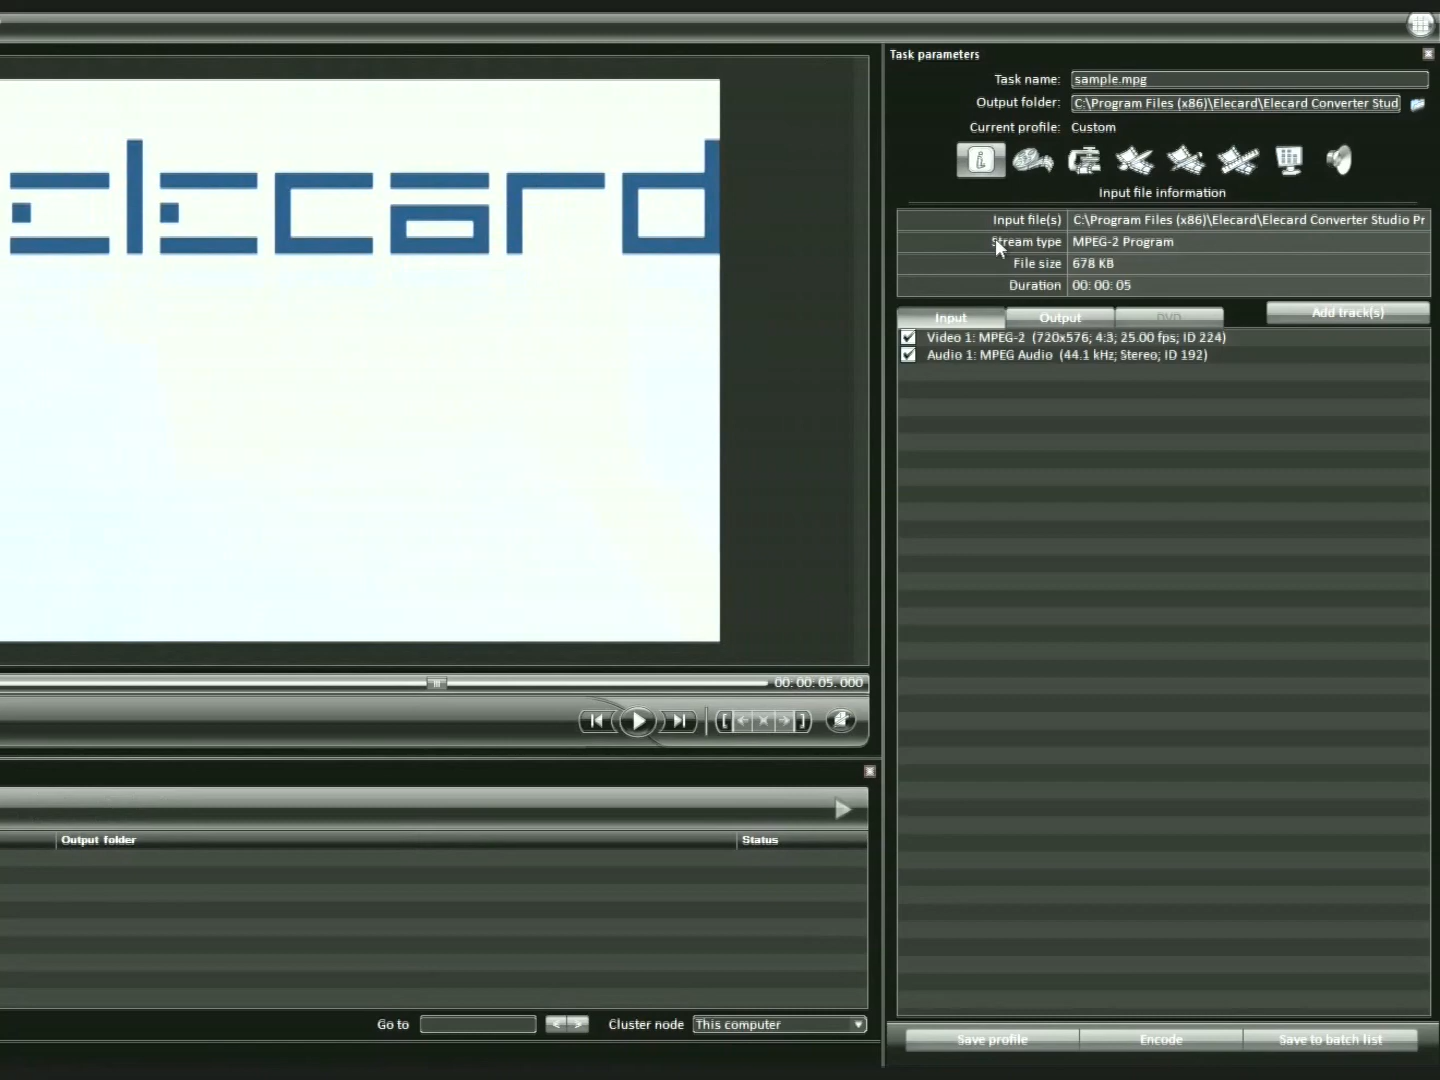 Task parameters
Task name: sample.mpg
Output folder: C:\Program Files (x86)\Elecard\Elecard Converter Stud
Current profile: Custom
Input file information
elecard
Input file(s) C:\Program Files (x86)\Elecard\Elecard Converter Studio Pr
Stream type MPEG-2 Program
File size 678 KB
Duration 00:00:05
Input Output DVD Add track(s)
Video 1: MPEG-2 (720x576; 4:3; 25.00 fps; ID 224)
Audio 1: MPEG Audio (44.1 kHz; Stereo; ID 192)
00:00:05.000
Output folder Status
Go to < > Cluster node This computer
Save profile Encode Save to batch list